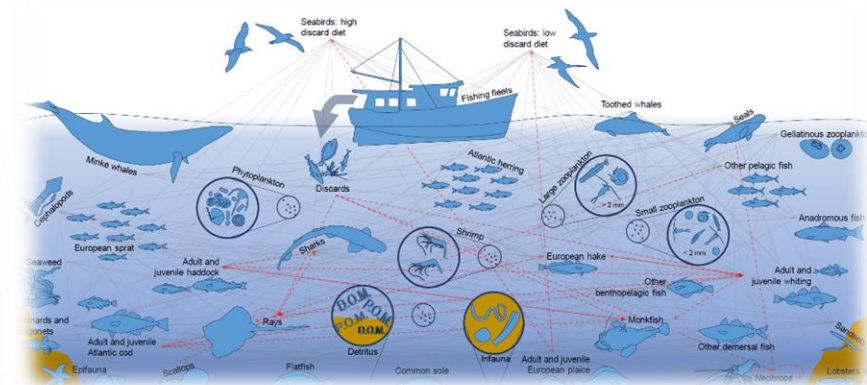 Seabirds: high
discard diet
Seabirds: low
discard diet
Fishing fleets
Toothed whales
Seals
Gellatinous zooplankt
Minke whales
Phytoplankton
Discards
Atlantic herring
Large zooplankton
> 2 mm
Other pelagic fish
Cephalopods
Small zooplankton
< 2 mm
Anadromous fish
European sprat
Sharks
Shrimp
European hake
Seaweed
Adult and
juvenile haddock
Other
benthopelagic fish
Adult and
juvenile whiting
D.O.M.
P.O.M
P.O.M.
D.O.M.
rnards and
agonets
Rays
Monkfish
Sandeels
Adult and juvenile
Atlantic cod
Detritus
Infauna
Other demersal fish
Epifauna
Scallops
Flatfish
Common sole
Adult and juvenile
European plaice
Nephrops
Lobsters